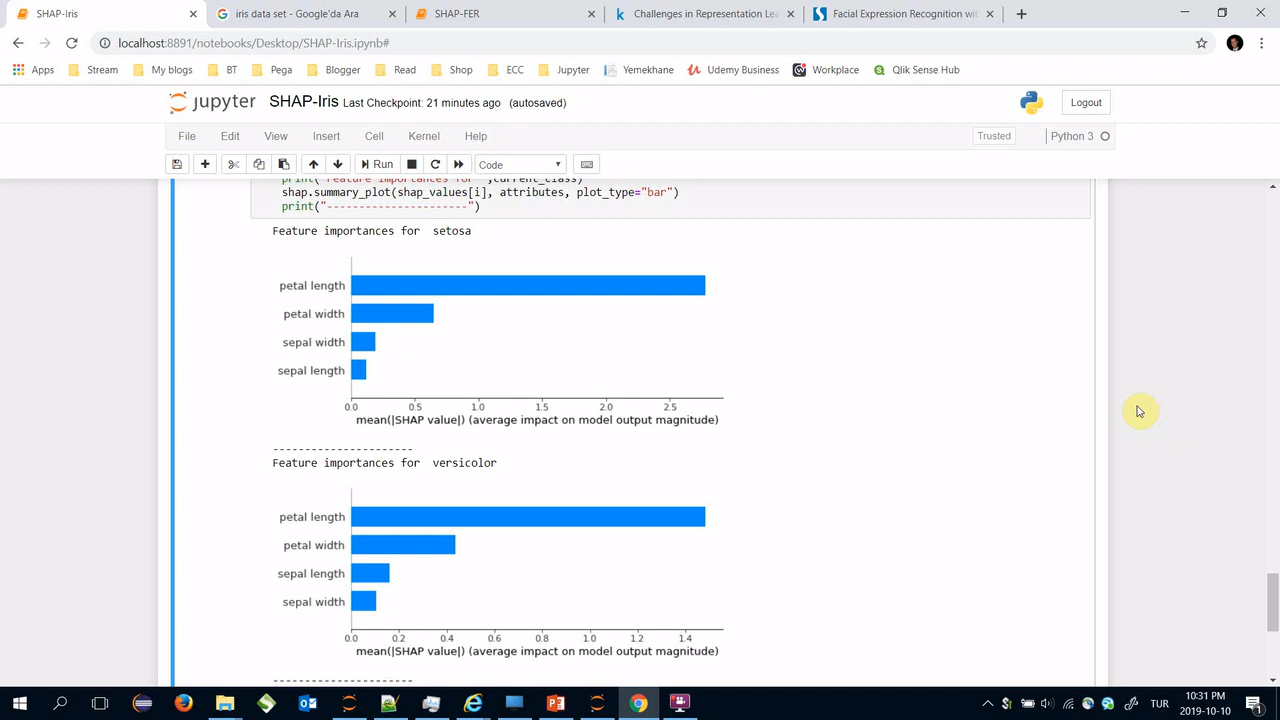 SHAP-Iris
iris data set - Google'da Ara
SHAP-FER
Challenges in Representation Lea
Facial Expression Recognition wit
localhost:8891/notebooks/Desktop/SHAP-Iris.ipynb#
Apps Stream My blogs BT Pega Blogger Read Shop ECC Jupyter Yemekhane Udemy Business Workplace Qlik Sense Hub
jupyter SHAP-Iris Last Checkpoint: 21 minutes ago (autosaved) Logout
File Edit View Insert Cell Kernel Help Trusted Python 3
Run Code
print("Feature importances for ",current_class)
shap.summary_plot(shap_values[i], attributes, plot_type="bar")
print("----------------------")
Feature importances for setosa
petal length
petal width
sepal width
sepal length
0.0 0.5 1.0 1.5 2.0 2.5
mean(|SHAP value|) (average impact on model output magnitude)
----------------------
Feature importances for versicolor
petal length
petal width
sepal length
sepal width
0.0 0.2 0.4 0.6 0.8 1.0 1.2 1.4
mean(|SHAP value|) (average impact on model output magnitude)
----------------------
TUR 10:31 PM
2019-10-10